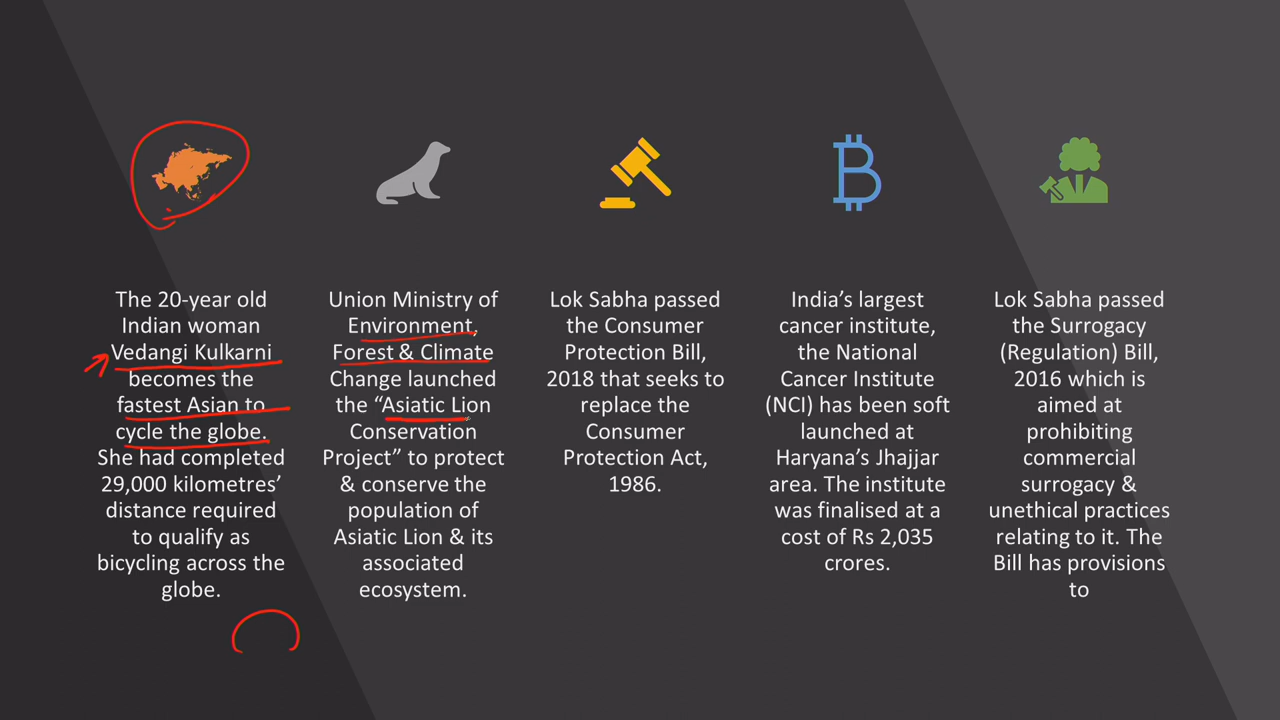 The 20-year old
Indian woman
Vedangi Kulkarni
becomes the
fastest Asian to
cycle the globe.
She had completed
29,000 kilometres’
distance required
to qualify as
bicycling across the
globe.
Union Ministry of
Environment,
Forest & Climate
Change launched
the “Asiatic Lion
Conservation
Project” to protect
& conserve the
population of
Asiatic Lion & its
associated
ecosystem.
Lok Sabha passed
the Consumer
Protection Bill,
2018 that seeks to
replace the
Consumer
Protection Act,
1986.
India’s largest
cancer institute,
the National
Cancer Institute
(NCI) has been soft
launched at
Haryana’s Jhajjar
area. The institute
was finalised at a
cost of Rs 2,035
crores.
Lok Sabha passed
the Surrogacy
(Regulation) Bill,
2016 which is
aimed at
prohibiting
commercial
surrogacy &
unethical practices
relating to it. The
Bill has provisions
to